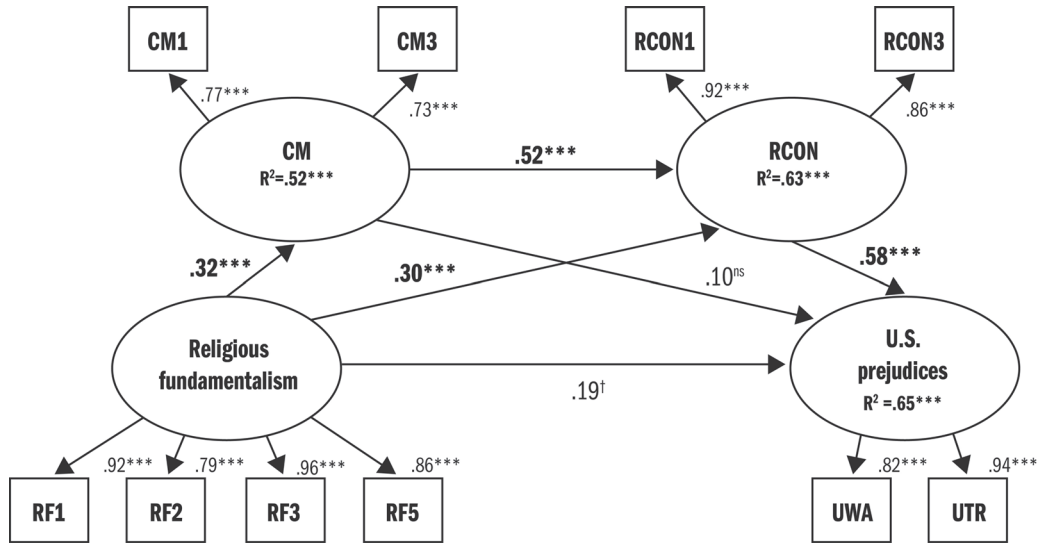 CM1
CM3
RCON1
RCON3
.77***
.73***
.92***
.86***
CM
R²=.52***
.52***
RCON
R²=.63***
.32***
.30***
.10ns
.58***
Religious
fundamentalism
.19†
U.S.
prejudices
R² =.65***
.92***
.79***
.96***
.86***
.82***
.94***
RF1
RF2
RF3
RF5
UWA
UTR